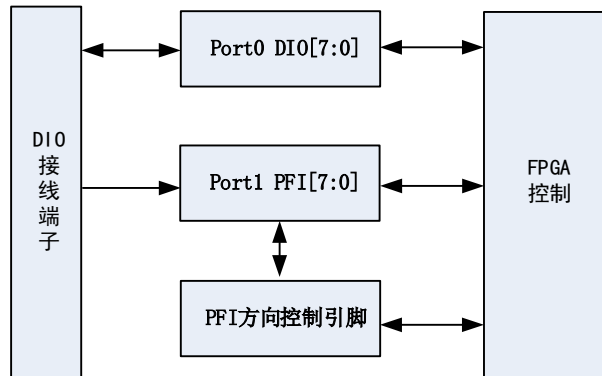 Port0 DIO[7:0]
DIO
接
线
端
子
Port1 PFI[7:0]
FPGA
控制
PFI方向控制引脚